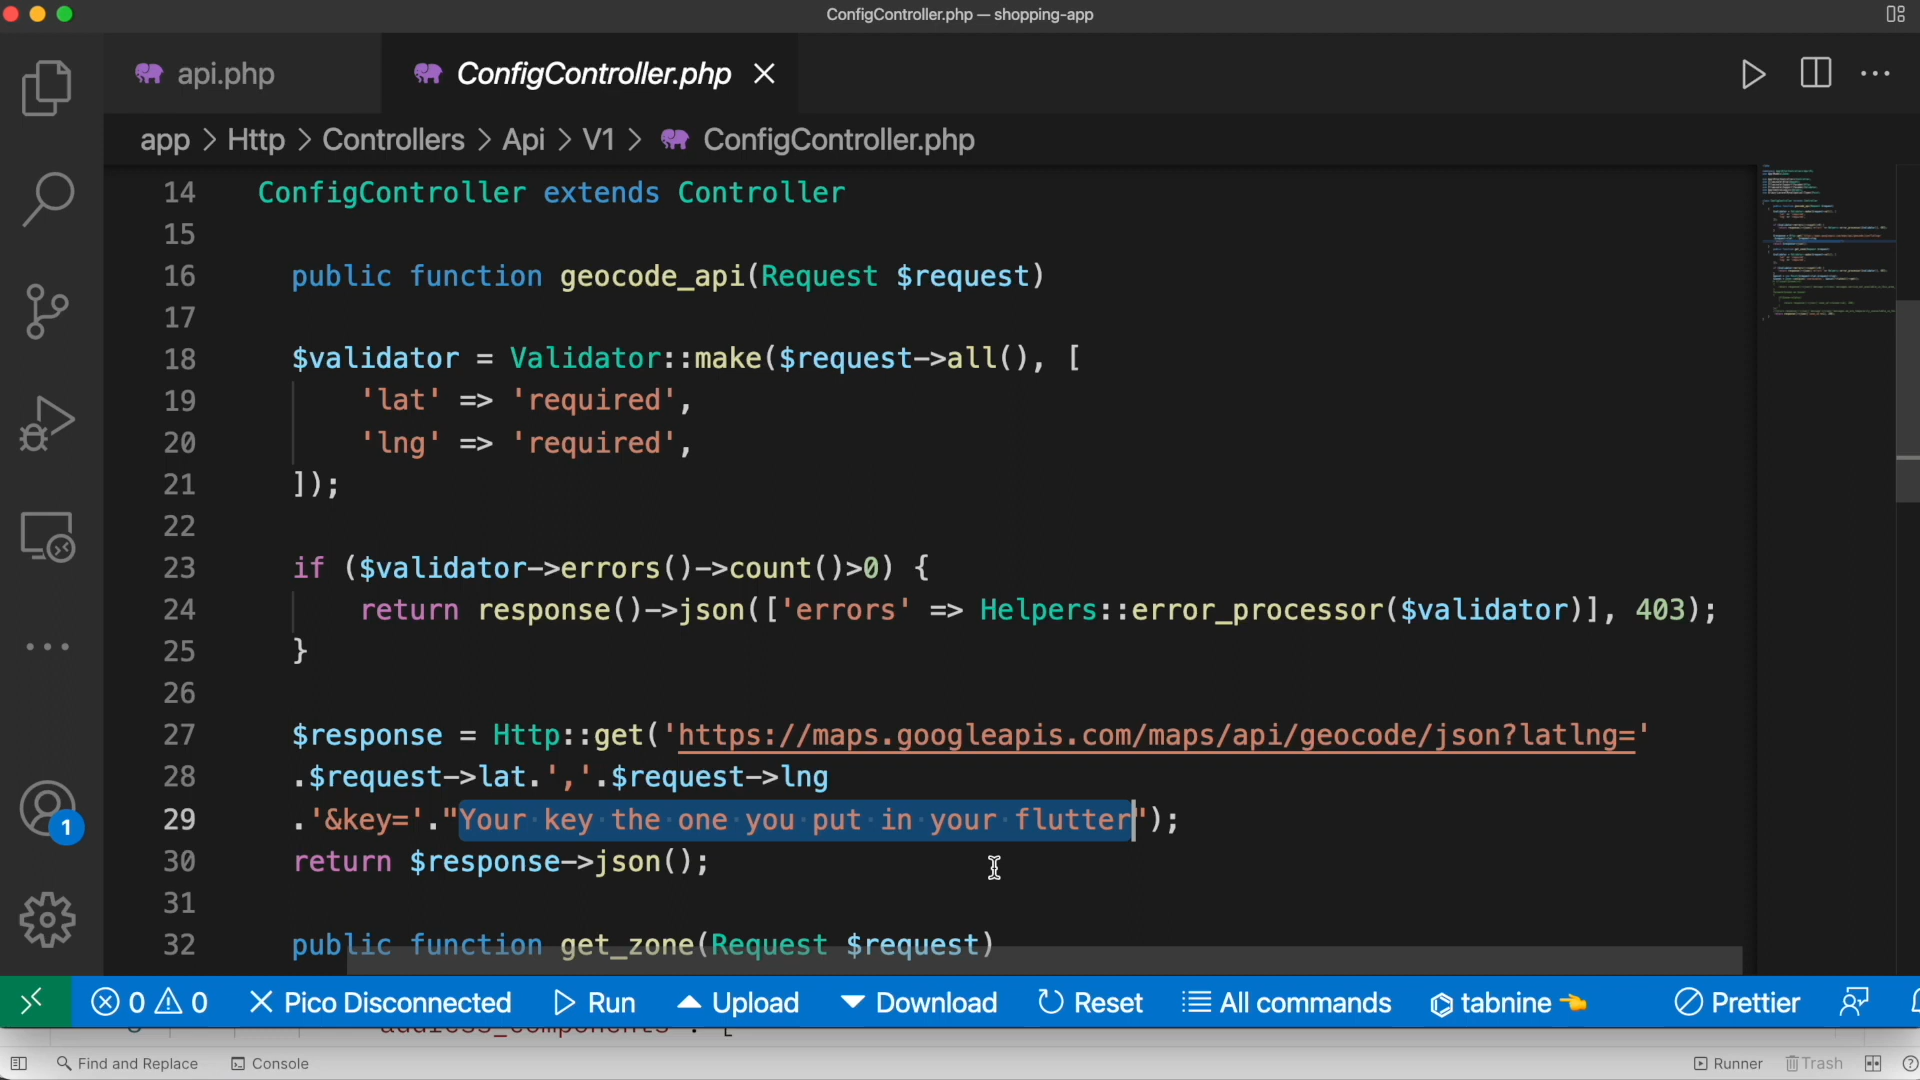 ConfigController.php — shopping-app
api.php
ConfigController.php
app > Http > Controllers > Api > V1 > ConfigController.php
14 ConfigController extends Controller
15
16 public function geocode_api(Request $request)
17
18 $validator = Validator::make($request->all(), [
19 'lat' => 'required',
20 'lng' => 'required',
21 ]);
22
23 if ($validator->errors()->count()>0) {
24 return response()->json(['errors' => Helpers::error_processor($validator)], 403);
25 }
26
27 $response = Http::get('https://maps.googleapis.com/maps/api/geocode/json?latlng='
28 .$request->lat.','.$request->lng
29 .'&key='."Your key the one you put in your flutter");
30 return $response->json();
31
32 public function get_zone(Request $request)
1
0 0 Pico Disconnected Run Upload Download Reset All commands tabnine Prettier
Find and Replace Console Runner Trash